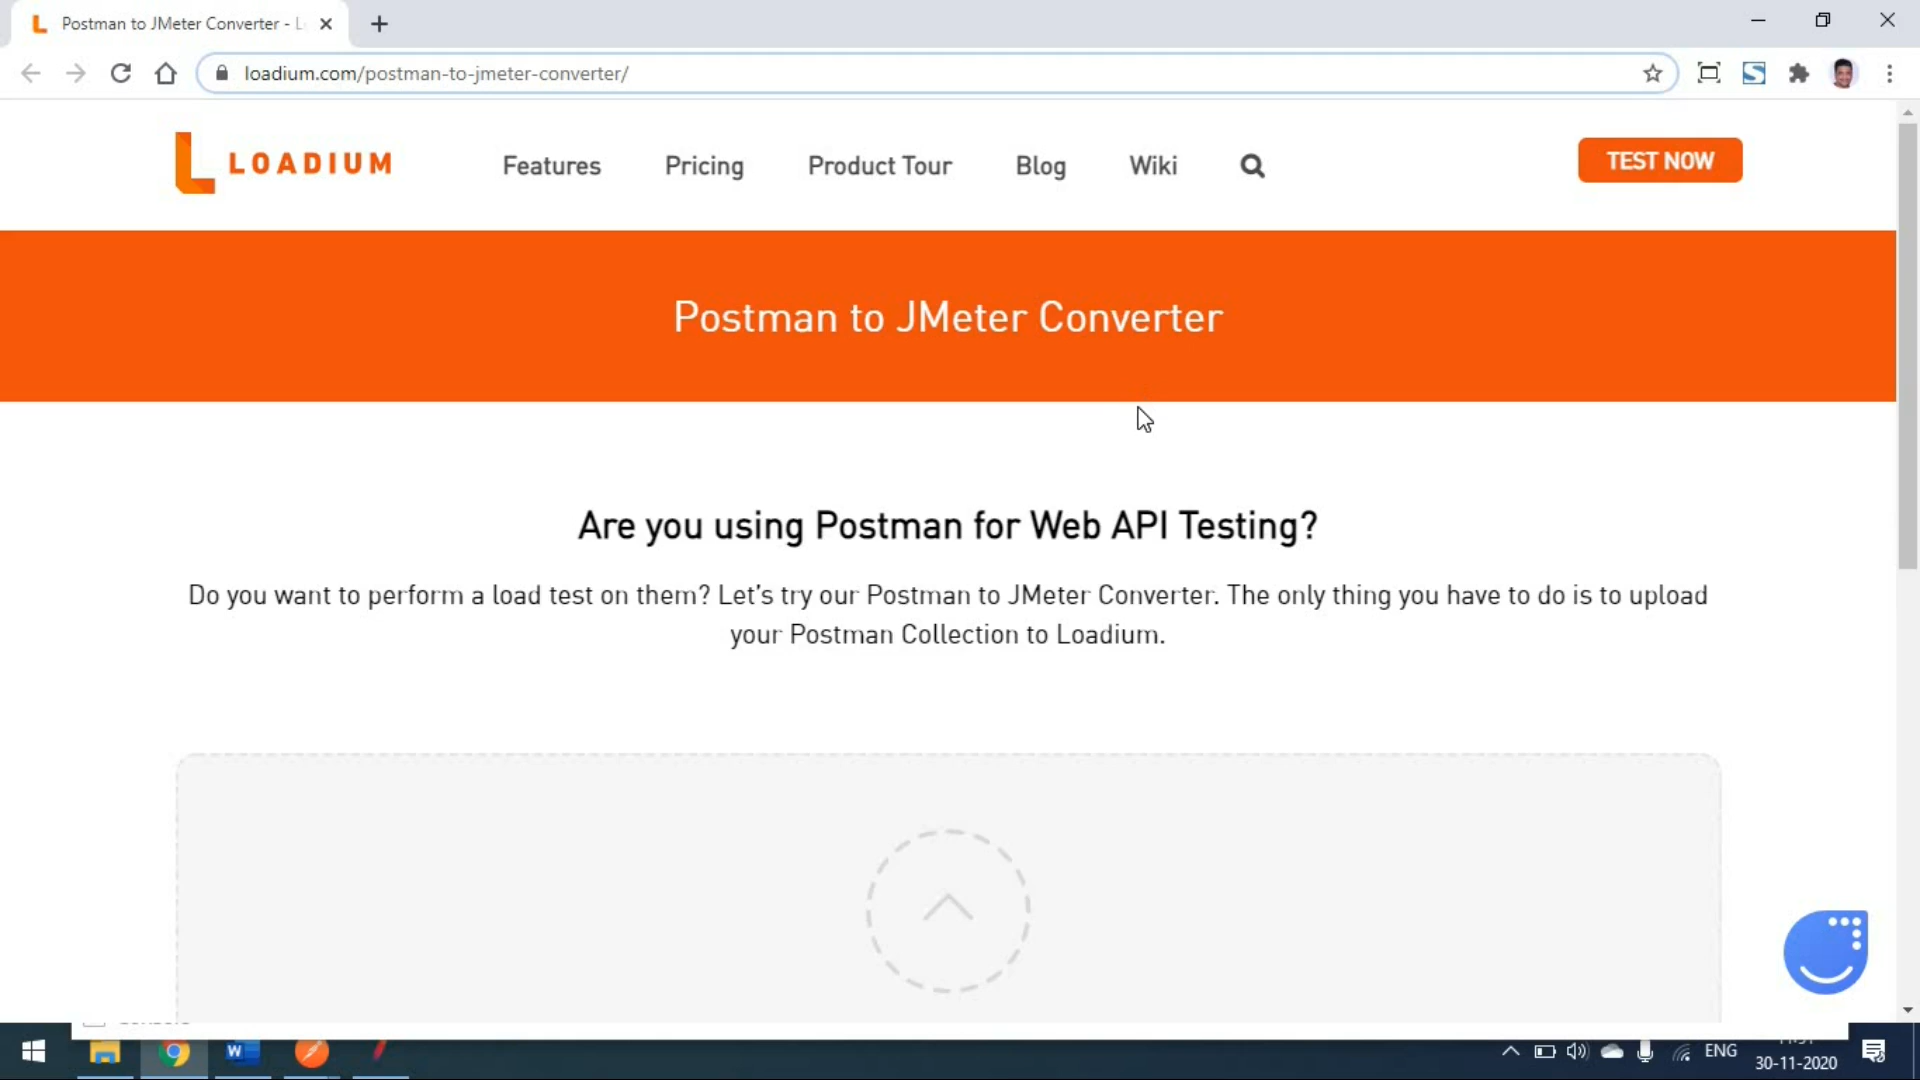 Postman to JMeter Converter - L
loadium.com/postman-to-jmeter-converter/
LOADIUM
Features
Pricing
Product Tour
Blog
Wiki
TEST NOW
Postman to JMeter Converter
Are you using Postman for Web API Testing?
Do you want to perform a load test on them? Let's try our Postman to JMeter Converter. The only thing you have to do is to upload
your Postman Collection to Loadium.
ENG
30-11-2020